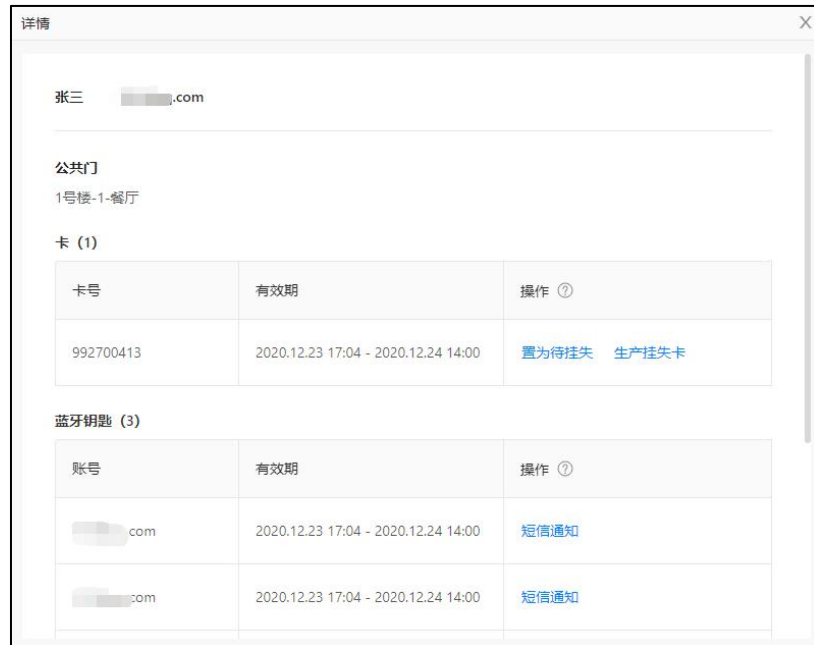 详情 X
张三 .com
公共门
1号楼-1-餐厅
卡（1）
卡号 有效期 操作 ?
992700413 2020.12.23 17:04 - 2020.12.24 14:00 置为待挂失 生产挂失卡
蓝牙钥匙（3）
账号 有效期 操作 ?
com 2020.12.23 17:04 - 2020.12.24 14:00 短信通知
com 2020.12.23 17:04 - 2020.12.24 14:00 短信通知